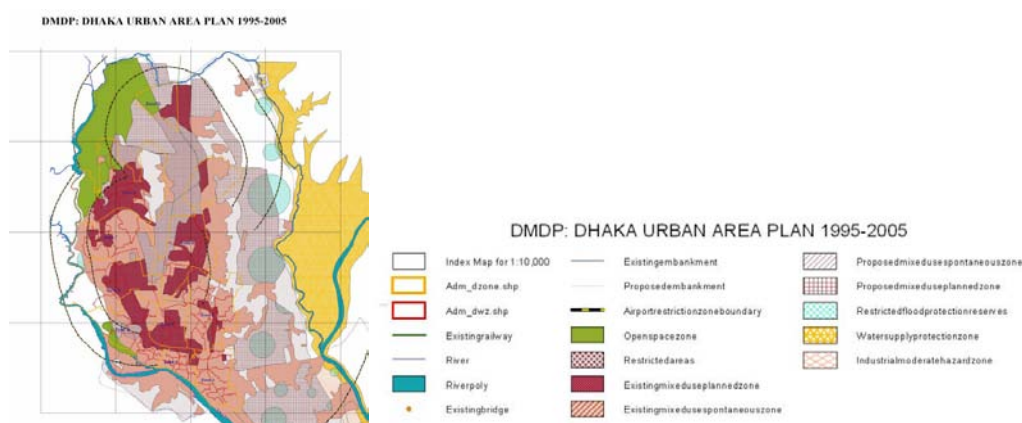 DMDP: DHAKA URBAN AREA PLAN 1995-2005
DMDP: DHAKA URBAN AREA PLAN 1995-2005
Index Map for 1:10,000
Adm_dzone.shp
Adm_dwz.shp
Existingrailway
River
Riverpoly
Existingbridge
Existingembankment
Proposedembankment
Airportrestrictionzoneboundary
Openspacezone
Restrictedareas
Existingmixeduseplannedzone
Existingmixedusespontaneouszone
Proposedmixedusespontaneouszone
Proposedmixeduseplannedzone
Restrictedfloodprotectionreserves
Watersupplyprotectionzone
Industrialmoderatehazardzone